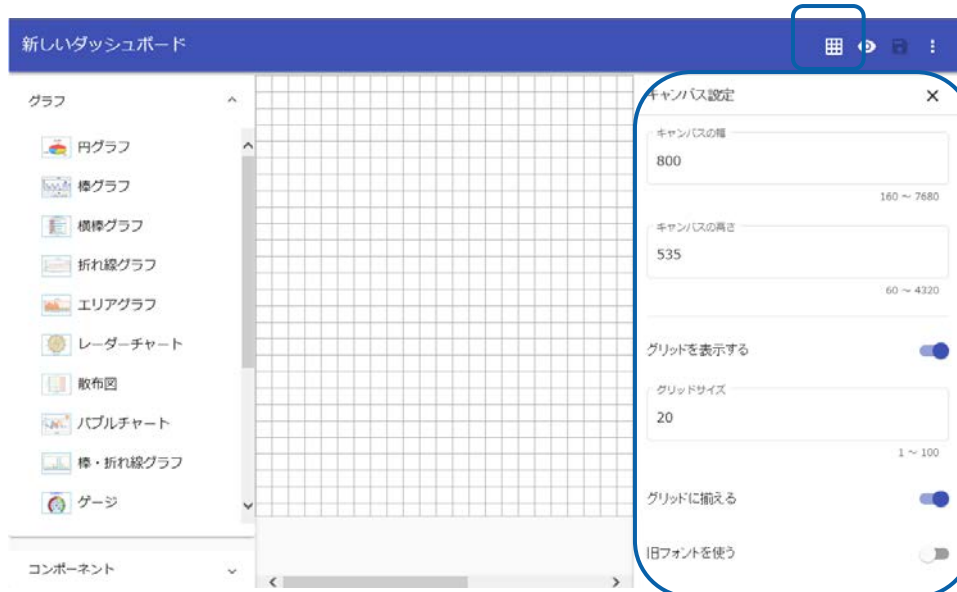 新しいダッシュボード
グラフ
円グラフ
棒グラフ
横棒グラフ
折れ線グラフ
エリアグラフ
レーダーチャート
散布図
バブルチャート
棒・折れ線グラフ
ゲージ
コンポーネント
キャンバス設定
キャンバスの幅
800
160 ~ 7680
キャンバスの高さ
535
60 ~ 4320
グリッドを表示する
グリッドサイズ
20
1 ~ 100
グリッドに揃える
旧フォントを使う